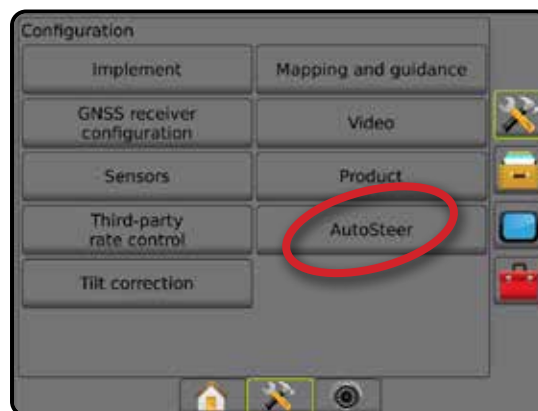 Configuration
Implement
Mapping and guidance
GNSS receiver
configuration
Video
Sensors
Product
Third-party
rate control
AutoSteer
Tilt correction